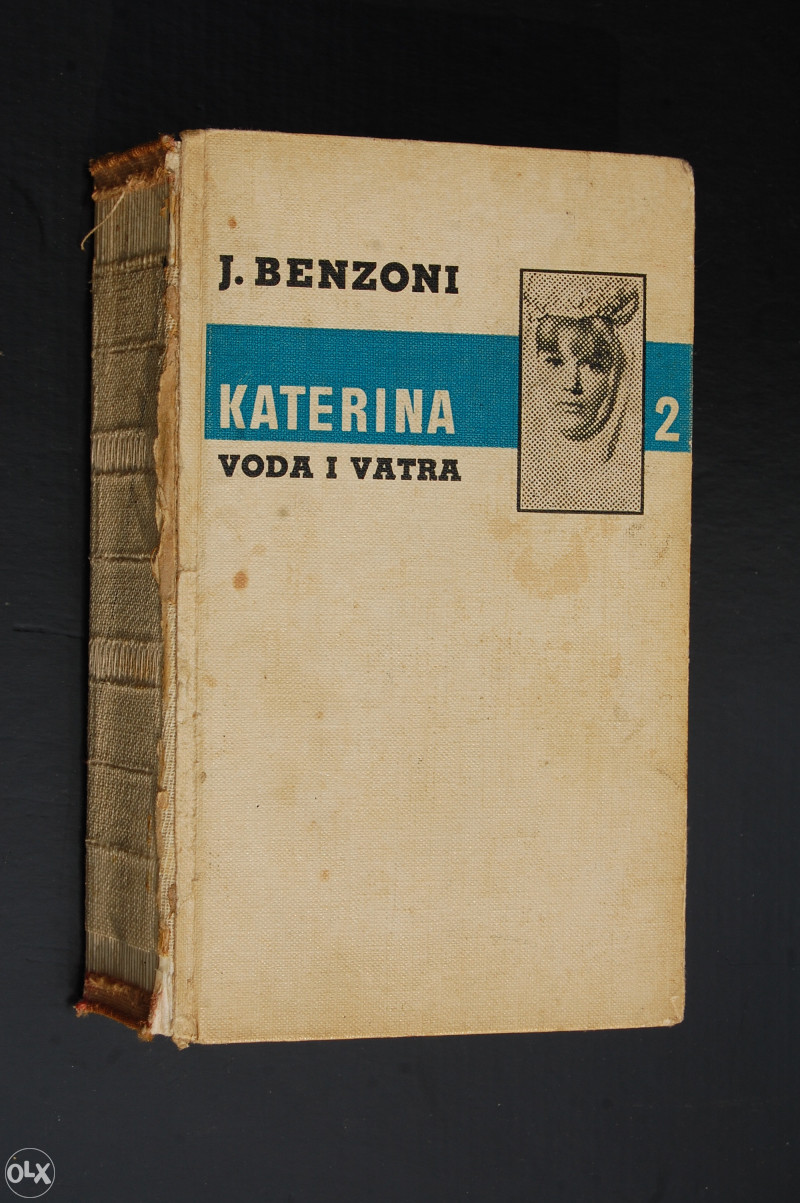 J. BENZONI
KATERINA
2
VODA I VATRA
OLX